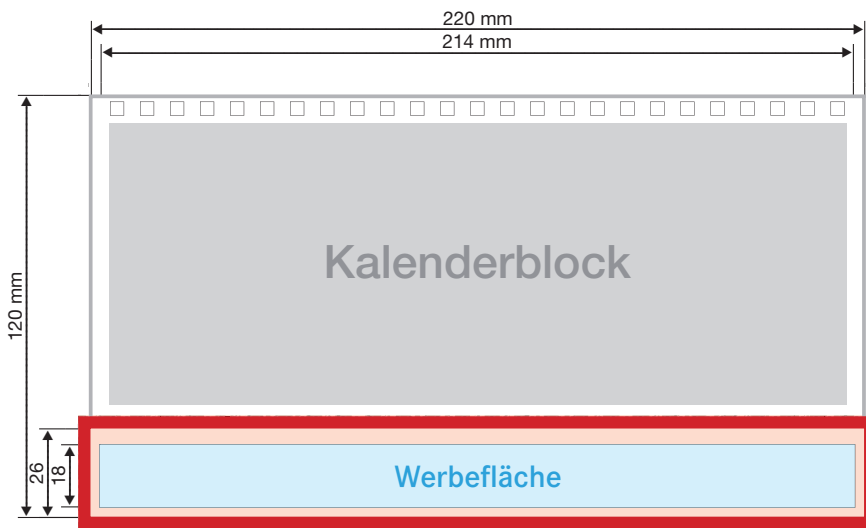 220 mm
214 mm
120 mm
Kalenderblock
26
18
Werbefläche